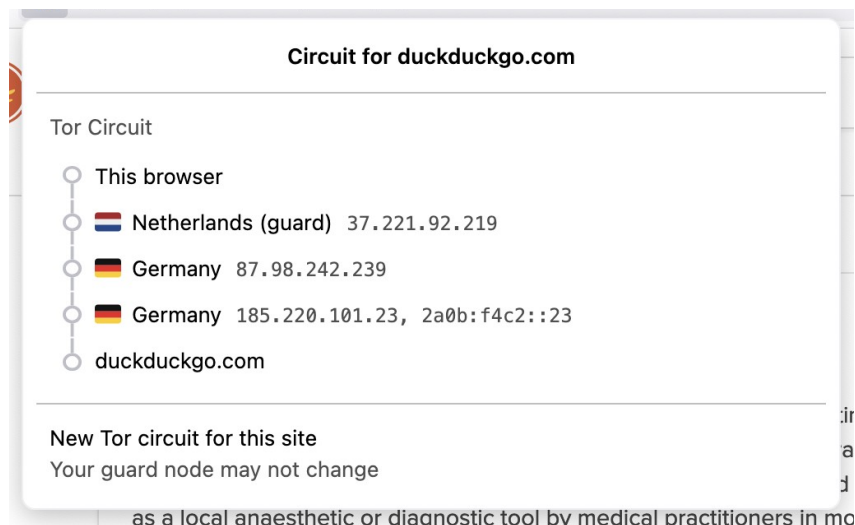 Circuit for duckduckgo.com
Tor Circuit
This browser
Netherlands (guard) 37.221.92.219
Germany 87.98.242.239
Germany 185.220.101.23, 2a0b:f4c2::23
duckduckgo.com
New Tor circuit for this site
Your guard node may not change
as a local anaesthetic or diagnostic tool by medical practitioners in mo